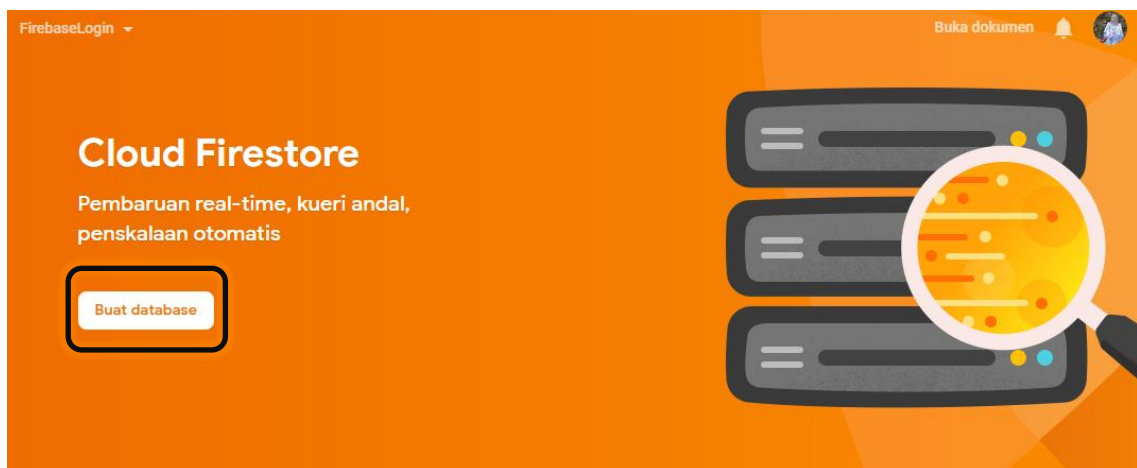 FirebaseLogin
Buka dokumen
Cloud Firestore
Pembaruan real-time, kueri andal,
penskalaan otomatis
Buat database